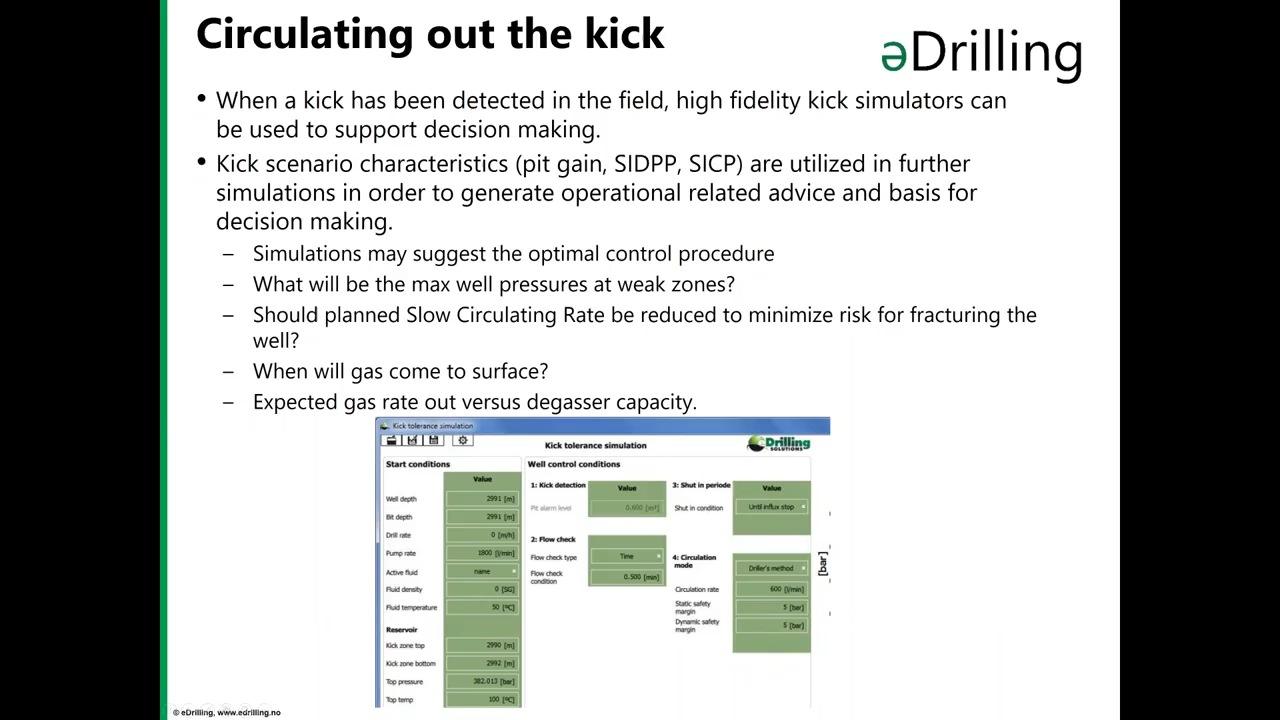 Circulating out the kick
əDrilling
• When a kick has been detected in the field, high fidelity kick simulators can
be used to support decision making.
• Kick scenario characteristics (pit gain, SIDPP, SICP) are utilized in further
simulations in order to generate operational related advice and basis for
decision making.
– Simulations may suggest the optimal control procedure
– What will be the max well pressures at weak zones?
– Should planned Slow Circulating Rate be reduced to minimize risk for fracturing the
well?
– When will gas come to surface?
– Expected gas rate out versus degasser capacity.
Kick tolerance simulation
Kick tolerance simulation
eDrilling
SOLUTIONS
Start conditions
Value
Well depth 2991 [m]
Bit depth 2991 [m]
Drill rate 0 [m/h]
Pump rate 1800 [l/min]
Active fluid name
Fluid density 0 [SG]
Fluid temperature 50 [ºC]
Reservoir
Kick zone top 2990 [m]
Kick zone bottom 2992 [m]
Top pressure 382.013 [bar]
Top temp 100 [ºC]
Well control conditions
1: Kick detection Value
Pit alarm level 0.600 [m³]
2: Flow check
Flow check type Time
Flow check
condition 0.500 [min]
3: Shut in periode Value
Shut in condition Until influx stop
4: Circulation
mode Driller's method
Circulation rate 600 [l/min]
Static safety
margin 5 [bar]
Dynamic safety
margin 5 [bar]
[bar]
© eDrilling, www.edrilling.no